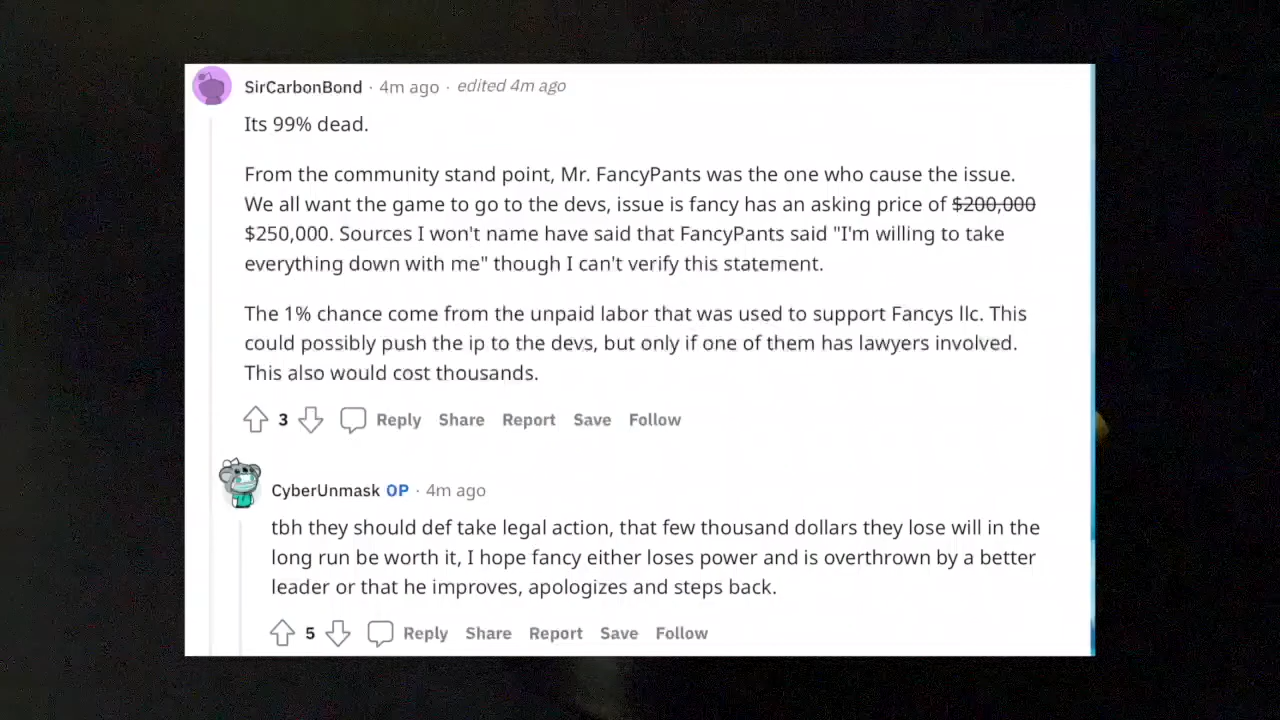 SirCarbonBond · 4m ago · edited 4m ago
Its 99% dead.
From the community stand point, Mr. FancyPants was the one who cause the issue.
We all want the game to go to the devs, issue is fancy has an asking price of $200,000
$250,000. Sources I won't name have said that FancyPants said "I'm willing to take
everything down with me" though I can't verify this statement.
The 1% chance come from the unpaid labor that was used to support Fancys llc. This
could possibly push the ip to the devs, but only if one of them has lawyers involved.
This also would cost thousands.
3 Reply Share Report Save Follow
CyberUnmask OP · 4m ago
tbh they should def take legal action, that few thousand dollars they lose will in the
long run be worth it, I hope fancy either loses power and is overthrown by a better
leader or that he improves, apologizes and steps back.
5 Reply Share Report Save Follow